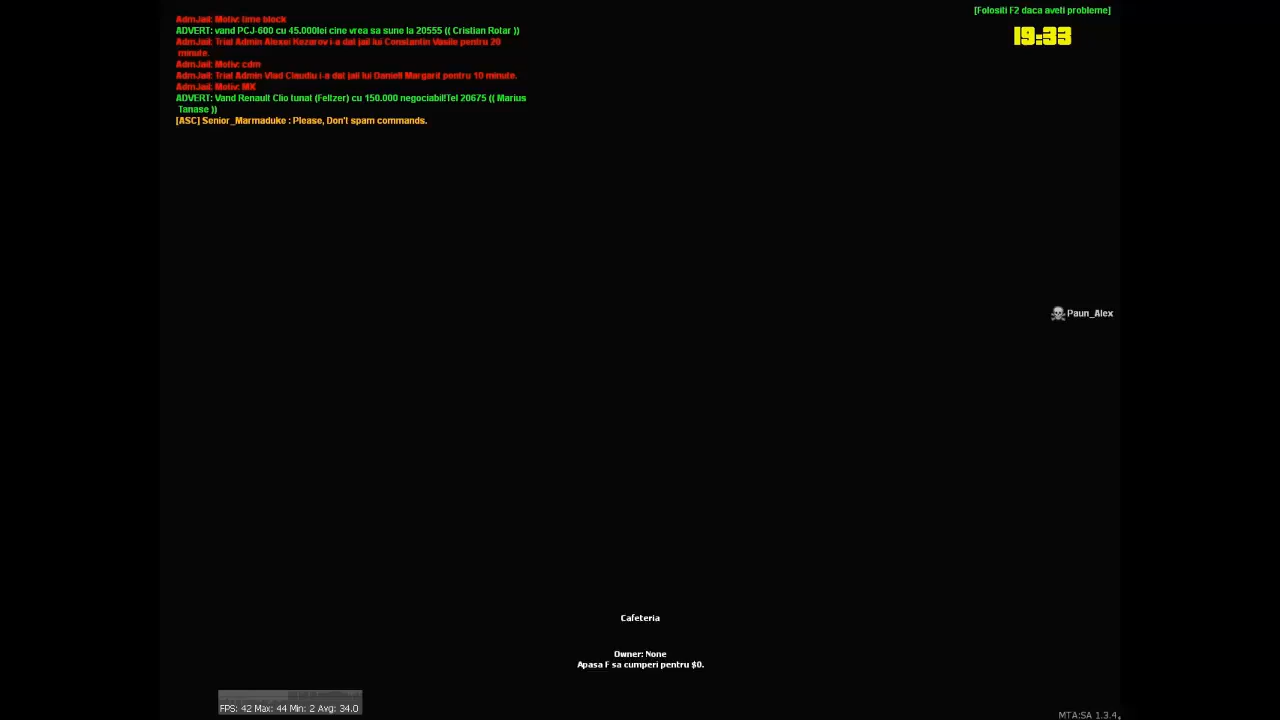 [Folositi F2 daca aveti probleme]
19:33
AdmJail: Motiv: time block
ADVERT: vand PCJ-600 cu 45.000lei cine vrea sa sune la 20555 (( Cristian Rotar ))
AdmJail: Trial Admin Alexei Kazarov i-a dat jail lui Constantin Vasile pentru 20
minute.
AdmJail: Motiv: cdm
AdmJail: Trial Admin Vlad Claudiu i-a dat jail lui Daniell Margarit pentru 10 minute.
AdmJail: Motiv: MK
ADVERT: Vand Renault Clio tunat (Feltzer) cu 150.000 negociabil!Tel 20675 (( Marius
Tanase ))
[ASC] Senior_Marmaduke : Please, Don't spam commands.
Paun_Alex
Cafeteria
Owner: None
Apasa F sa cumperi pentru $0.
FPS: 42 Max: 44 Min: 2 Avg: 34.0
MTA:SA 1.3.4